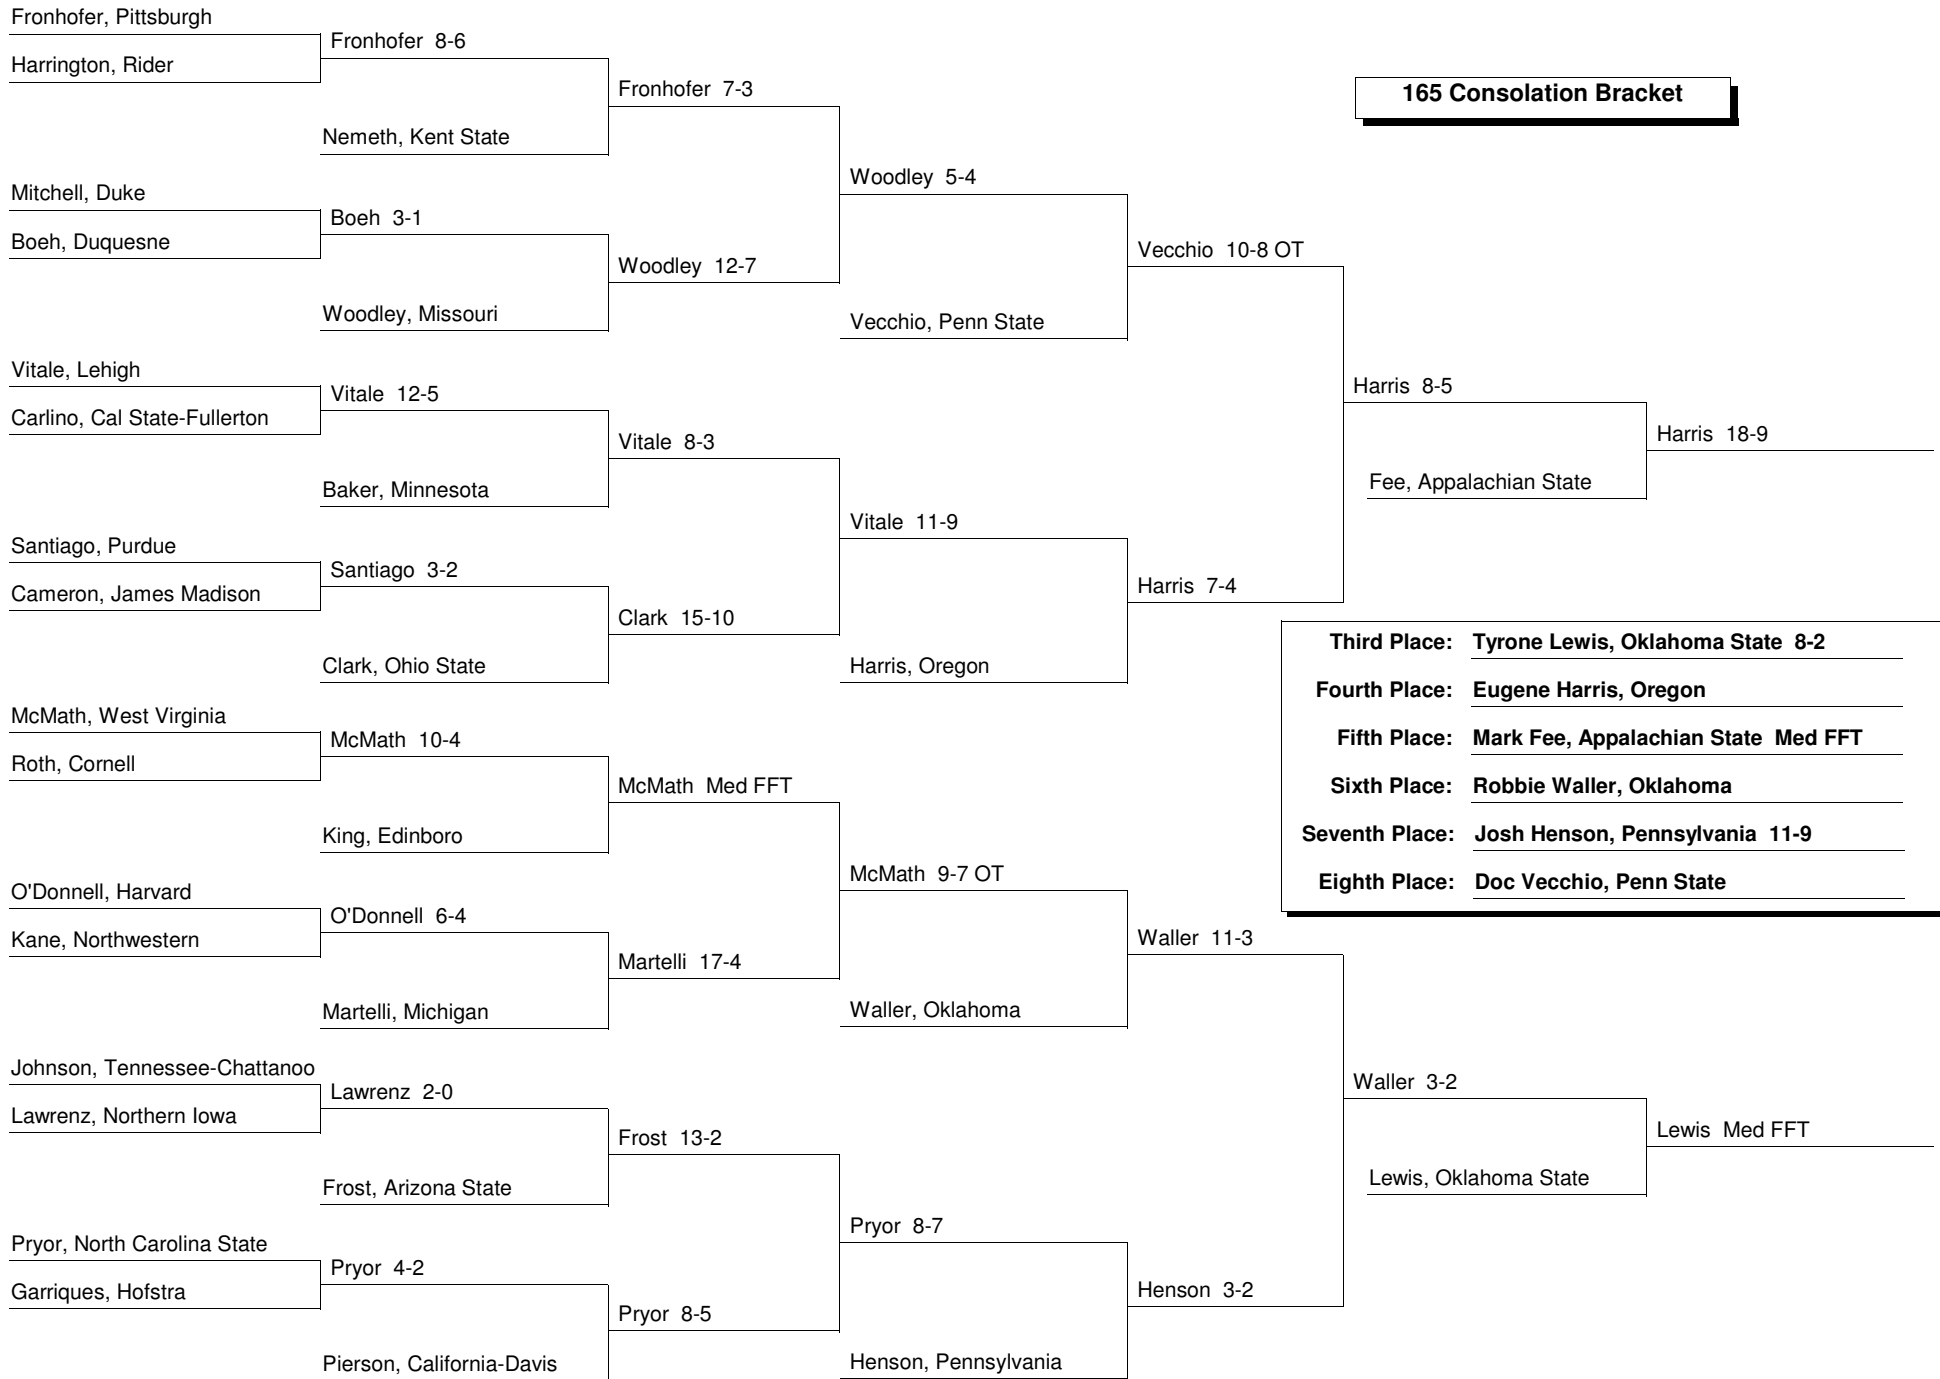 Fronhofer, Pittsburgh
Harrington, Rider
Fronhofer 8-6
Nemeth, Kent State
Fronhofer 7-3
165 Consolation Bracket
Mitchell, Duke
Boeh, Duquesne
Boeh 3-1
Woodley, Missouri
Woodley 12-7
Woodley 5-4
Vecchio, Penn State
Vecchio 10-8 OT
Vitale, Lehigh
Carlino, Cal State-Fullerton
Vitale 12-5
Baker, Minnesota
Vitale 8-3
Santiago, Purdue
Cameron, James Madison
Santiago 3-2
Clark, Ohio State
Clark 15-10
Vitale 11-9
Harris, Oregon
Harris 7-4
Harris 8-5
Fee, Appalachian State
Harris 18-9
Third Place: Tyrone Lewis, Oklahoma State 8-2
Fourth Place: Eugene Harris, Oregon
Fifth Place: Mark Fee, Appalachian State Med FFT
Sixth Place: Robbie Waller, Oklahoma
Seventh Place: Josh Henson, Pennsylvania 11-9
Eighth Place: Doc Vecchio, Penn State
McMath, West Virginia
Roth, Cornell
McMath 10-4
King, Edinboro
McMath Med FFT
O'Donnell, Harvard
Kane, Northwestern
O'Donnell 6-4
Martelli, Michigan
Martelli 17-4
McMath 9-7 OT
Waller, Oklahoma
Waller 11-3
Johnson, Tennessee-Chattanoo
Lawrenz, Northern Iowa
Lawrenz 2-0
Frost, Arizona State
Frost 13-2
Pryor, North Carolina State
Garriques, Hofstra
Pryor 4-2
Pierson, California-Davis
Pryor 8-5
Pryor 8-7
Henson, Pennsylvania
Henson 3-2
Waller 3-2
Lewis, Oklahoma State
Lewis Med FFT